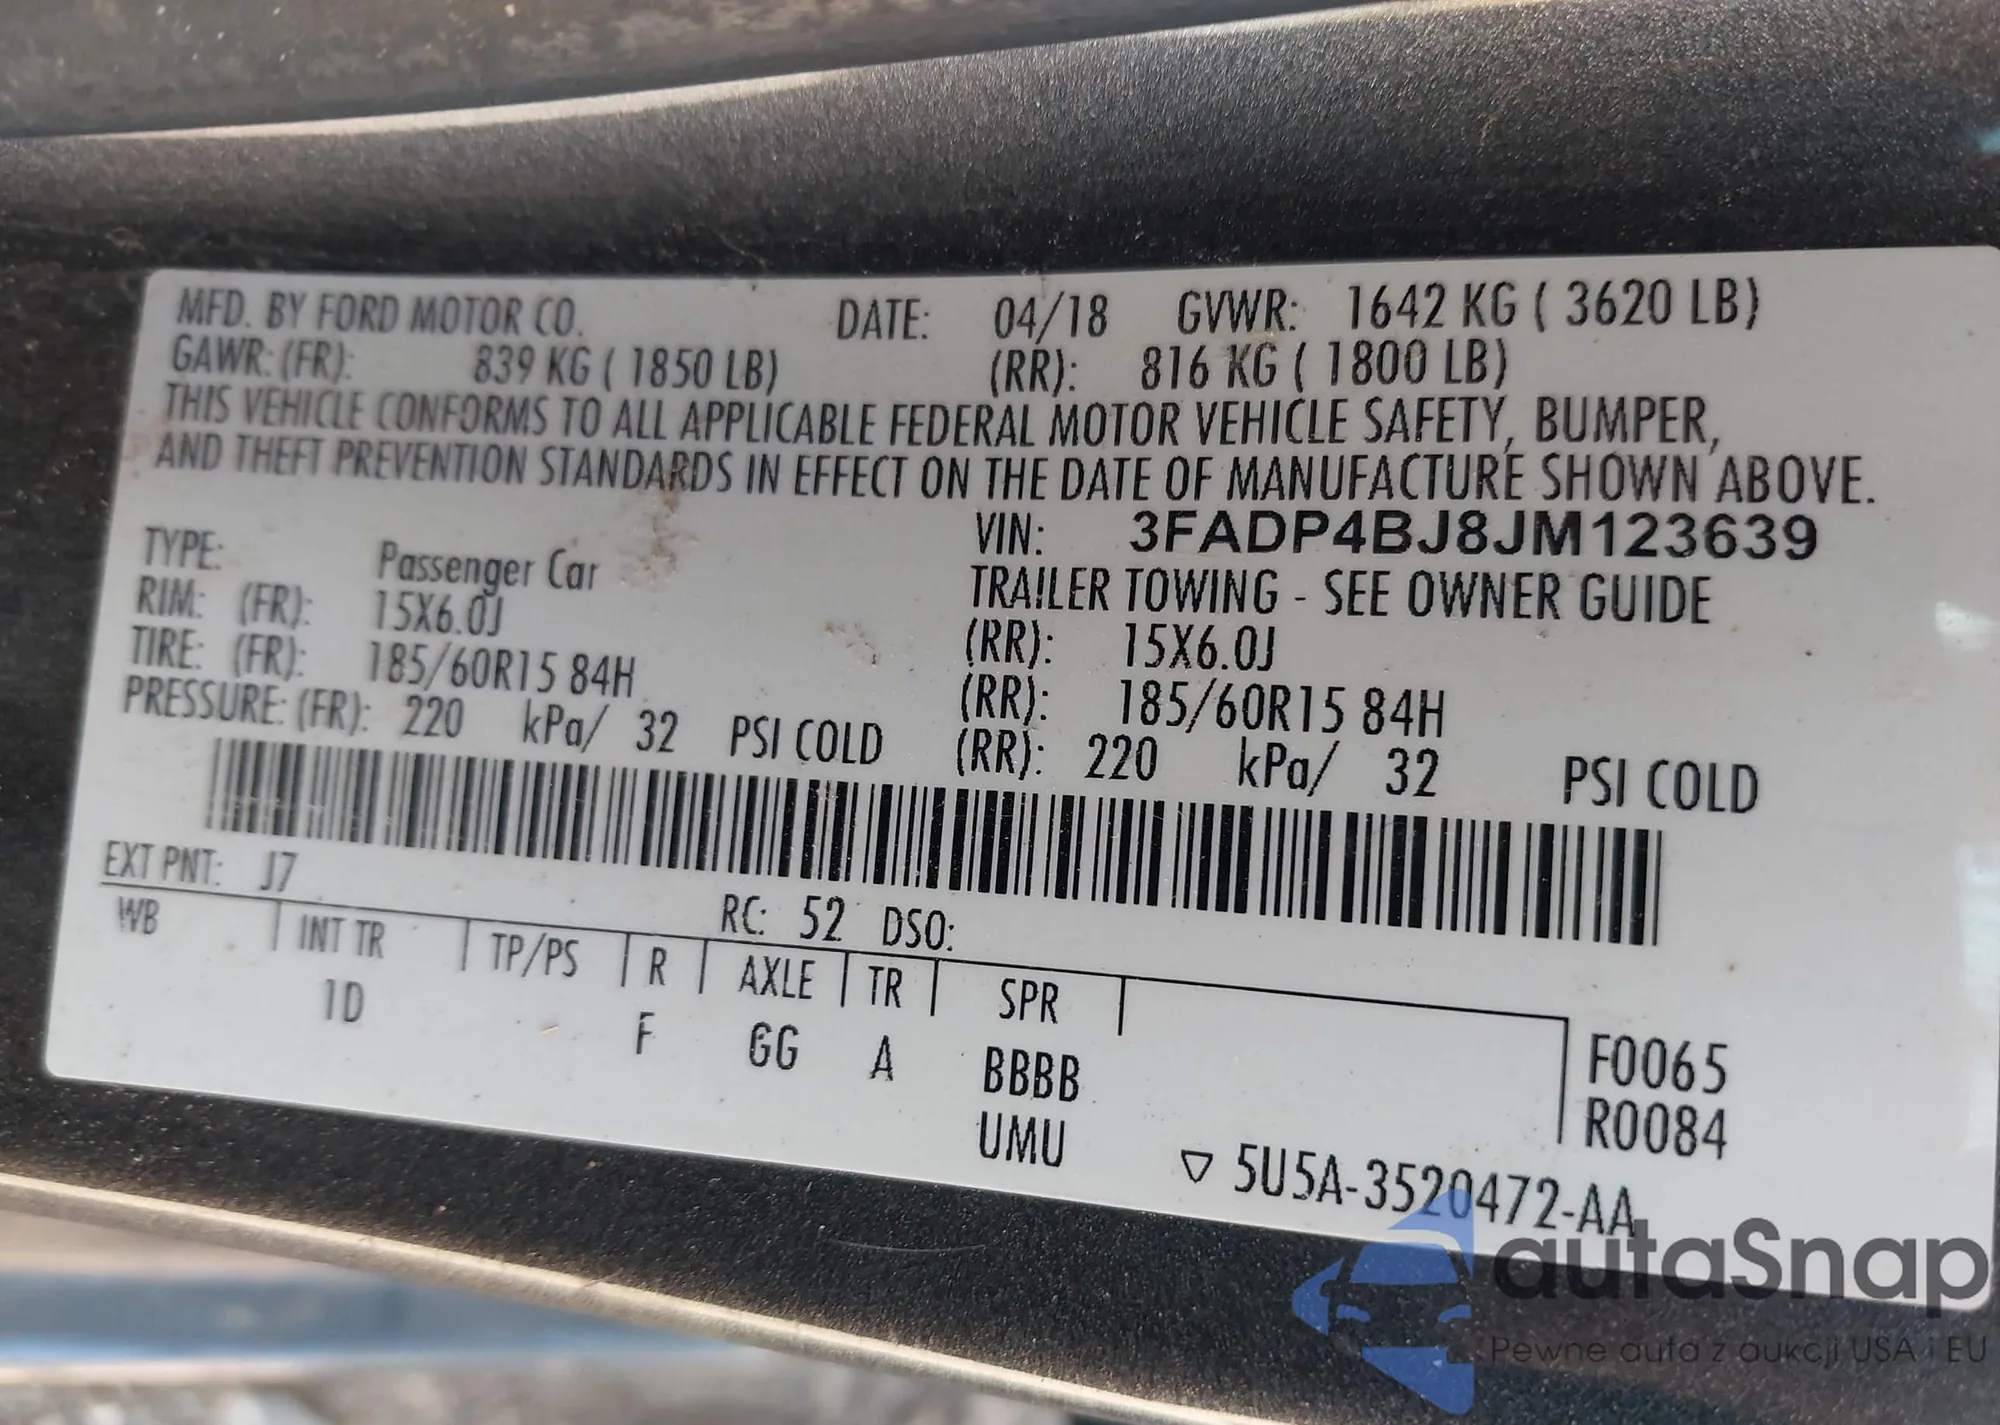 MFD. BY FORD MOTOR CO. DATE: 04/18 GVWR: 1642 KG ( 3620 LB)
GAWR: (FR): 839 KG ( 1850 LB) (RR): 816 KG ( 1800 LB)
THIS VEHICLE CONFORMS TO ALL APPLICABLE FEDERAL MOTOR VEHICLE SAFETY, BUMPER,
AND THEFT PREVENTION STANDARDS IN EFFECT ON THE DATE OF MANUFACTURE SHOWN ABOVE.
VIN: 3FADP4BJ8JM123639
TYPE: Passenger Car TRAILER TOWING - SEE OWNER GUIDE
RIM: (FR): 15X6.0J (RR): 15X6.0J
TIRE: (FR): 185/60R15 84H (RR): 185/60R15 84H
PRESSURE: (FR): 220 kPa/ 32 PSI COLD (RR): 220 kPa/ 32 PSI COLD
EXT PNT: J7 RC: 52 DSO:
WB INT TR TP/PS R AXLE TR SPR
1D F GG A BBBB F0065
UMU R0084
▽ 5U5A-3520472-AA
autaSnap
Pewne auta z aukcji USA i EU